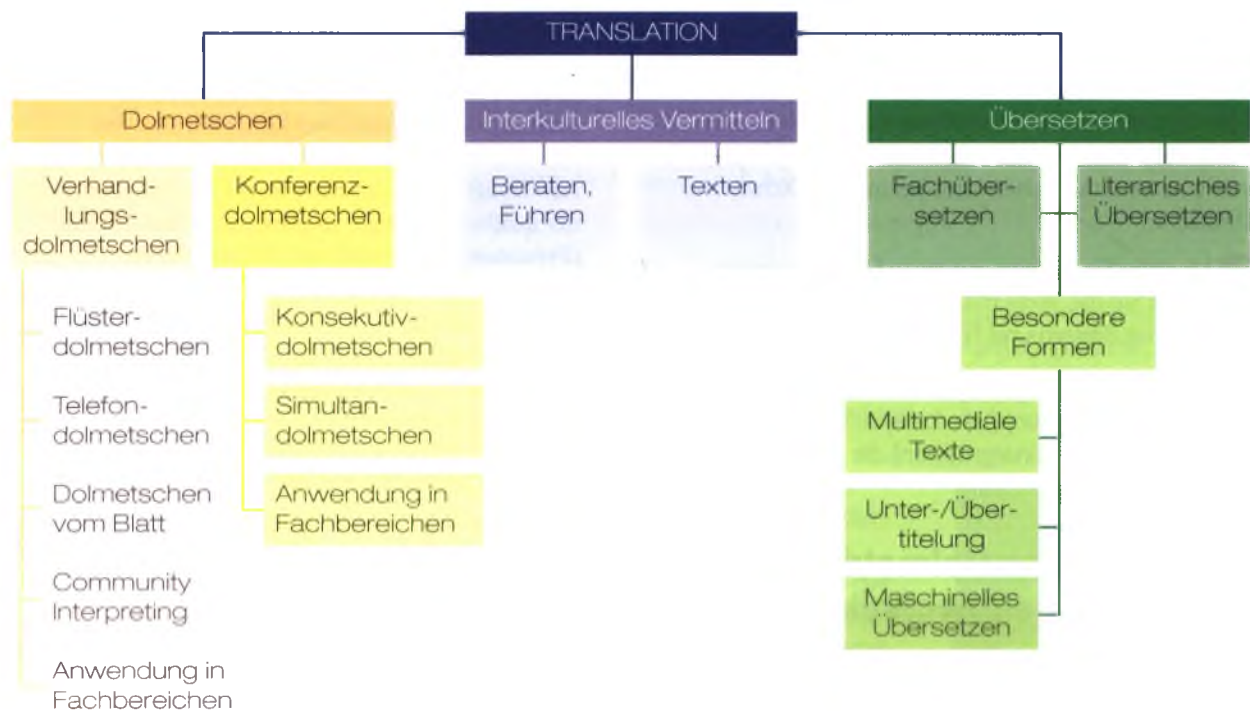 TRANSLATION
Dolmetschen
Interkulturelles Vermitteln
Übersetzen
Verhand-
lungs-
dolmetschen
Konferenz-
dolmetschen
Beraten,
Führen
Texten
Fachüber-
setzen
Literarisches
Übersetzen
Flüster-
dolmetschen
Telefon-
dolmetschen
Dolmetschen
vom Blatt
Community
Interpreting
Anwendung in
Fachbereichen
Konsekutiv-
dolmetschen
Simultan-
dolmetschen
Anwendung in
Fachbereichen
Besondere
Formen
Multimediale
Texte
Unter-/Über-
titelung
Maschinelles
Übersetzen